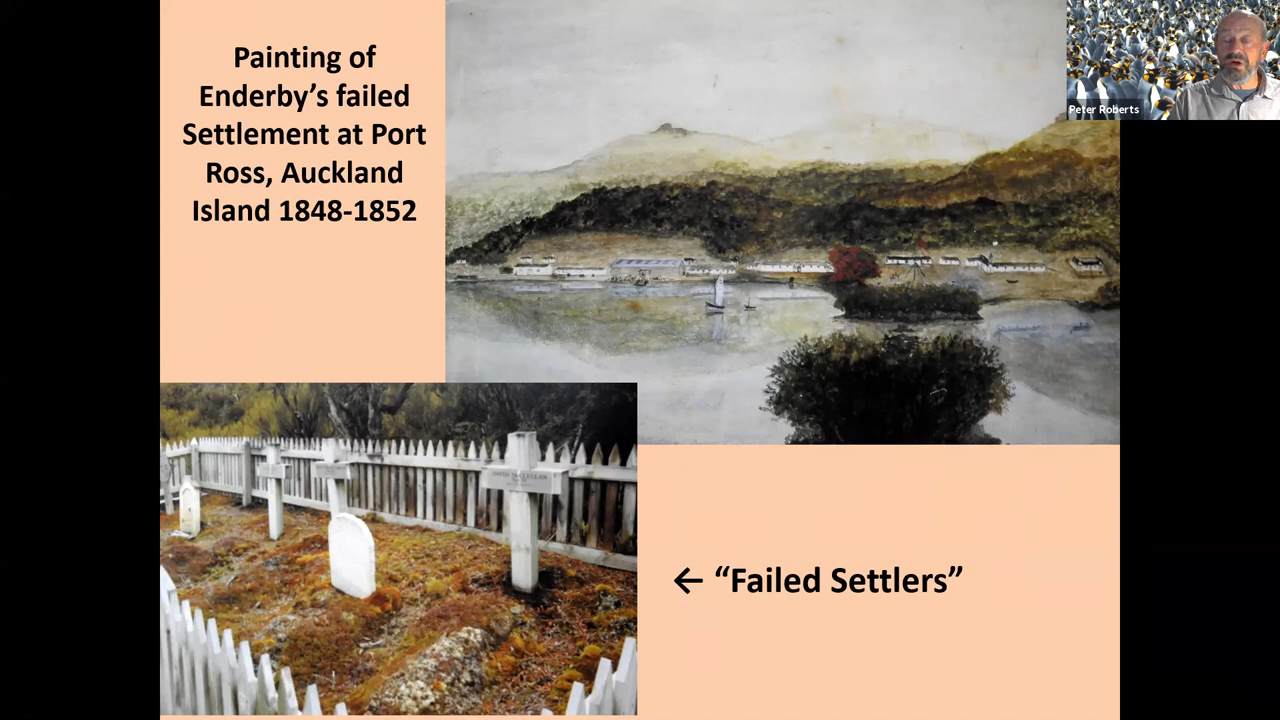 Painting of
Enderby’s failed
Settlement at Port
Ross, Auckland
Island 1848-1852
Peter Roberts
← “Failed Settlers”